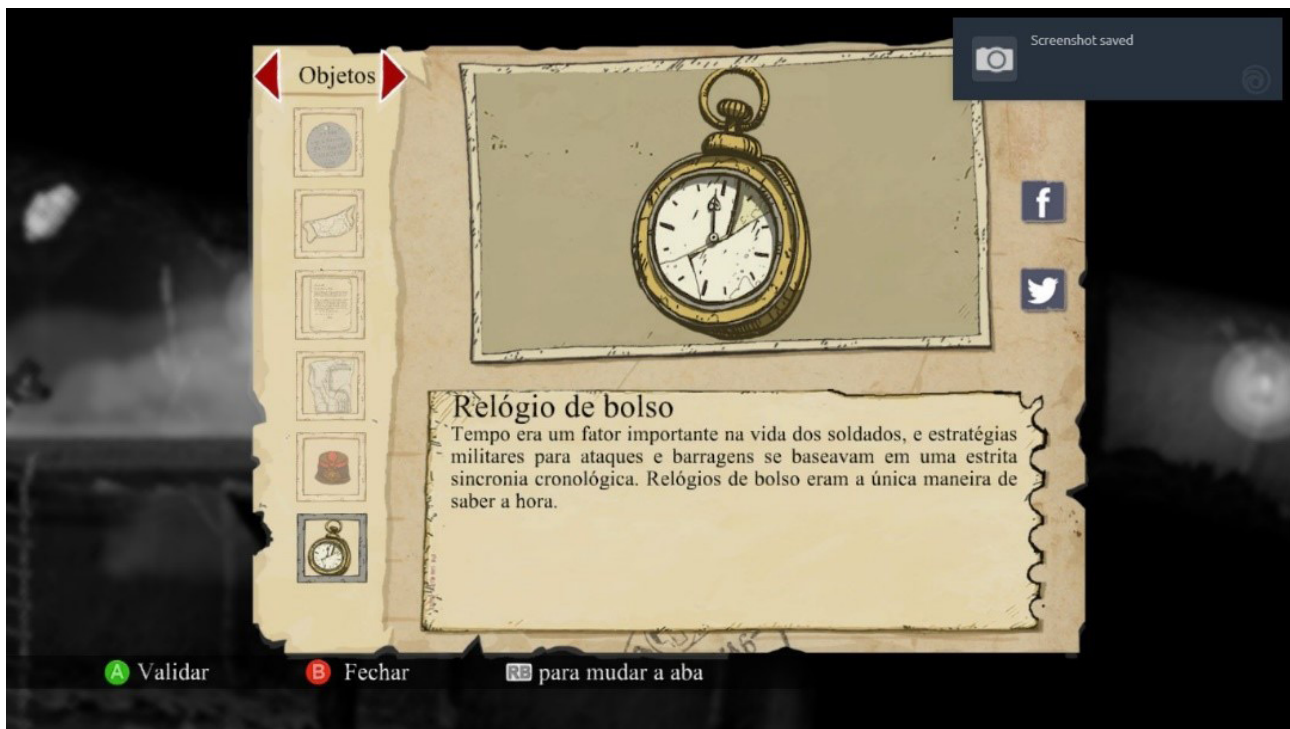 Screenshot saved
Objetos
Relógio de bolso
Tempo era um fator importante na vida dos soldados, e estratégias
militares para ataques e barragens se baseavam em uma estrita
sincronia cronológica. Relógios de bolso eram a única maneira de
saber a hora.
A Validar
B Fechar
RB para mudar a aba